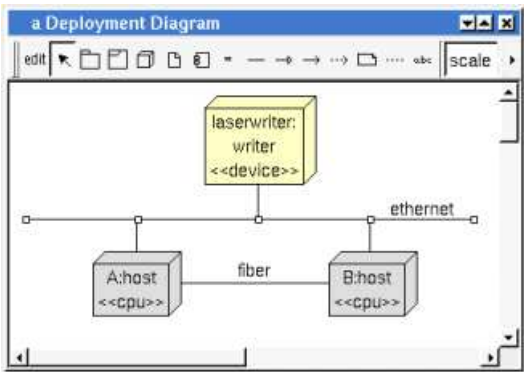 a Deployment Diagram
edit
abc
scale
laserwriter:
writer
<<device>>
ethernet
A:host
<<cpu>>
fiber
B:host
<<cpu>>